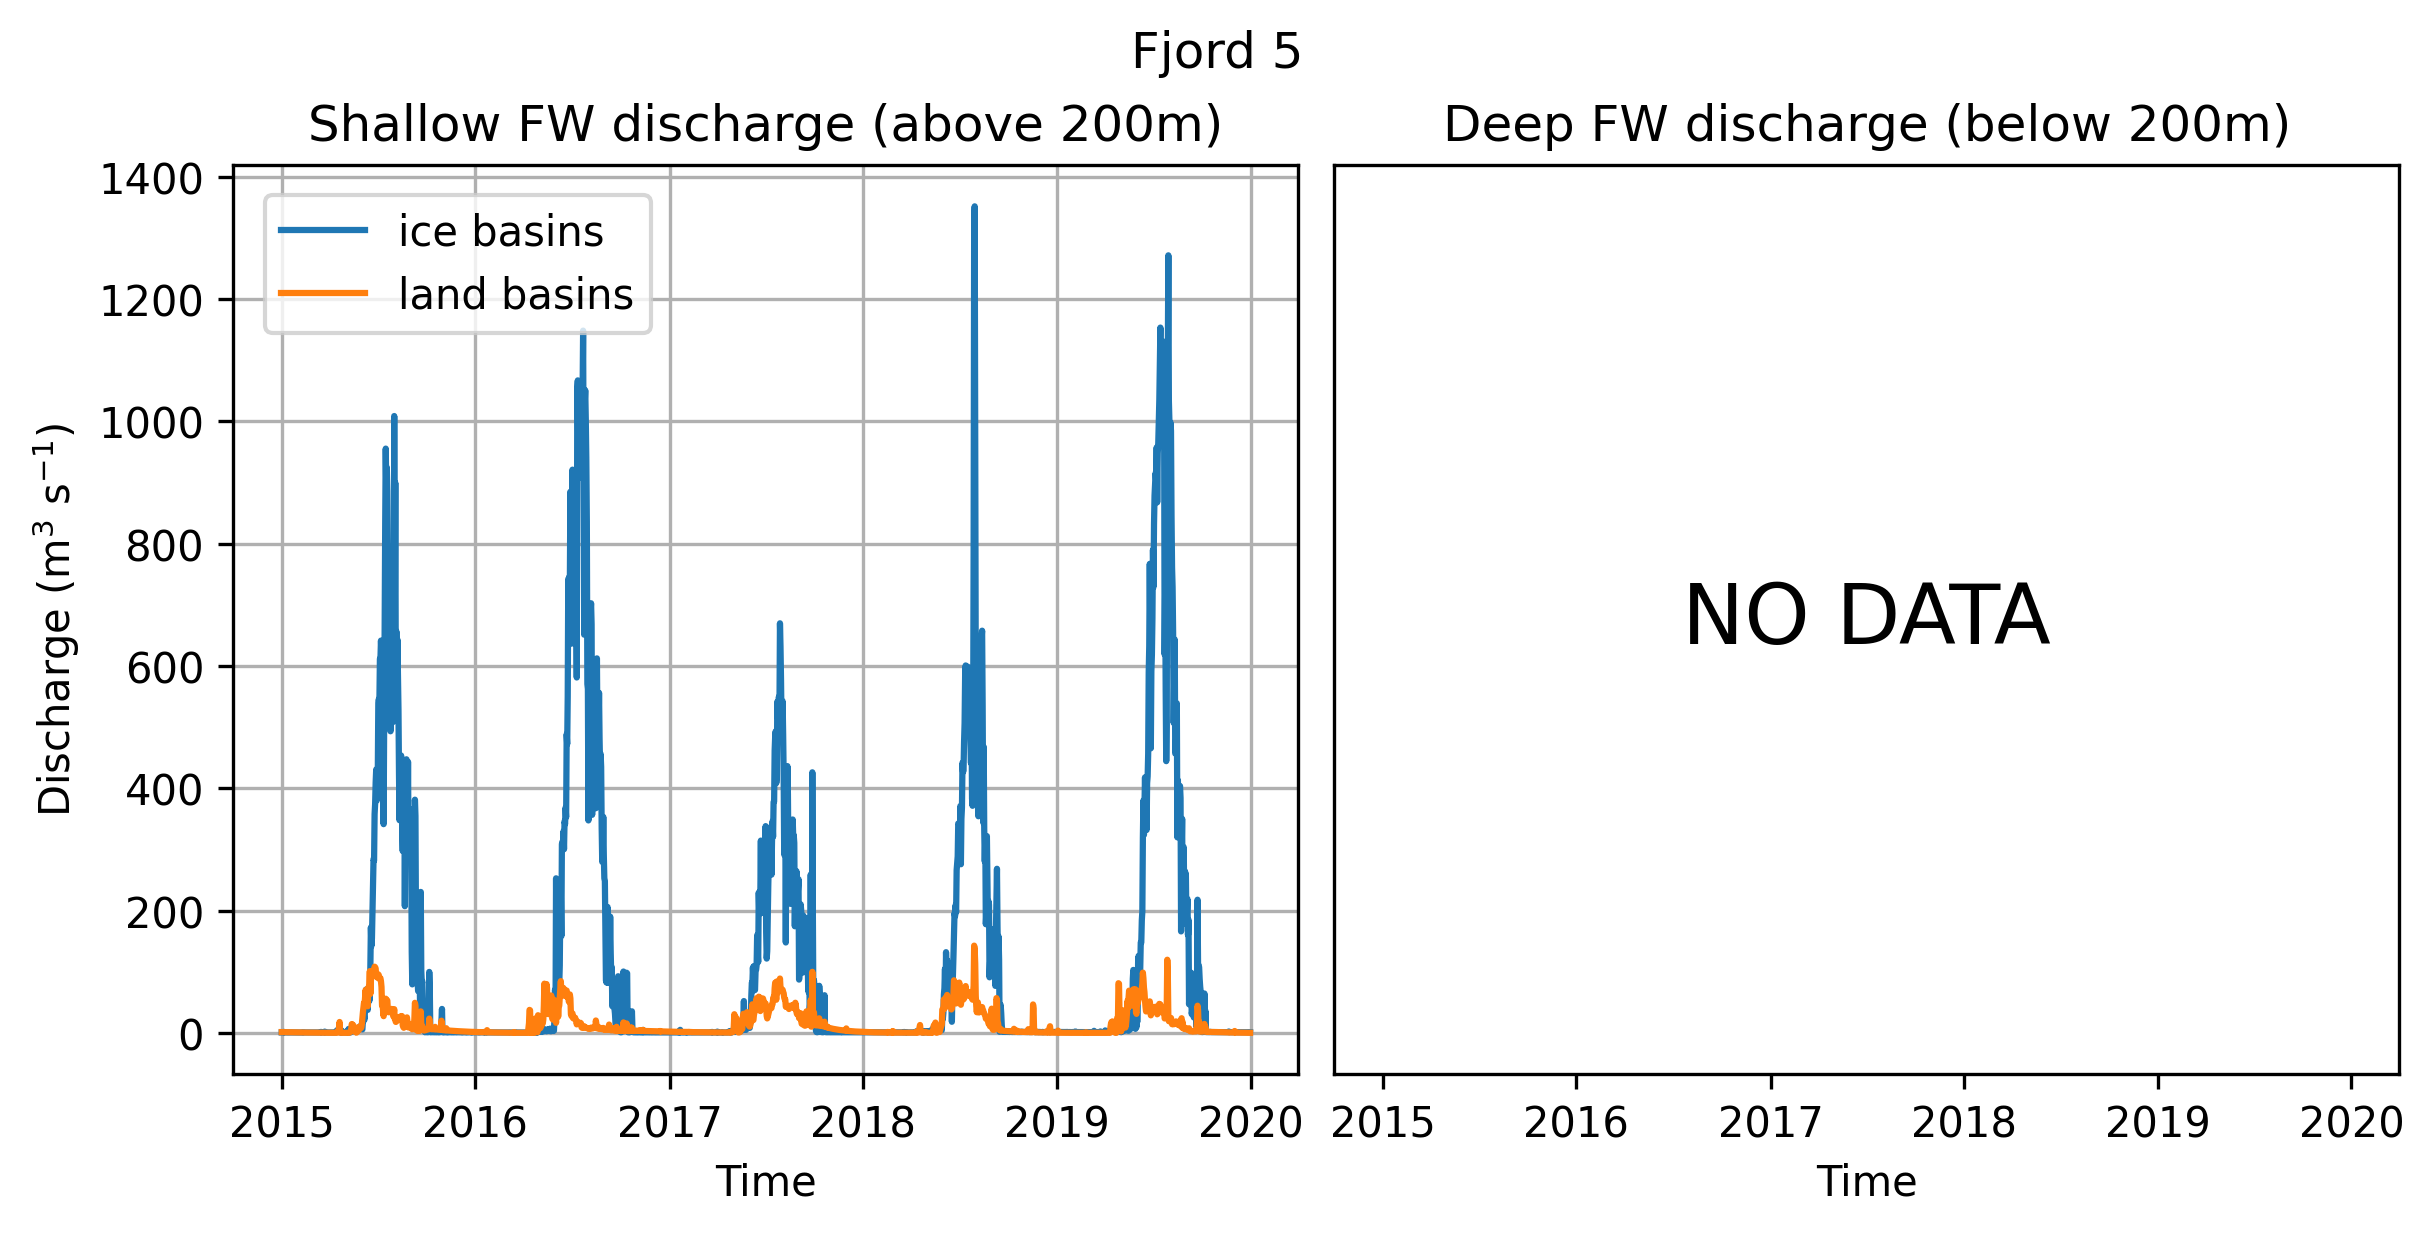 Fjord 5
Shallow FW discharge (above 200m)
Deep FW discharge (below 200m)
Discharge (m³ s⁻¹)
1400
1200
1000
800
600
400
200
0
ice basins
land basins
NO DATA
2015 2016 2017 2018 2019 2020
2015 2016 2017 2018 2019 2020
Time
Time